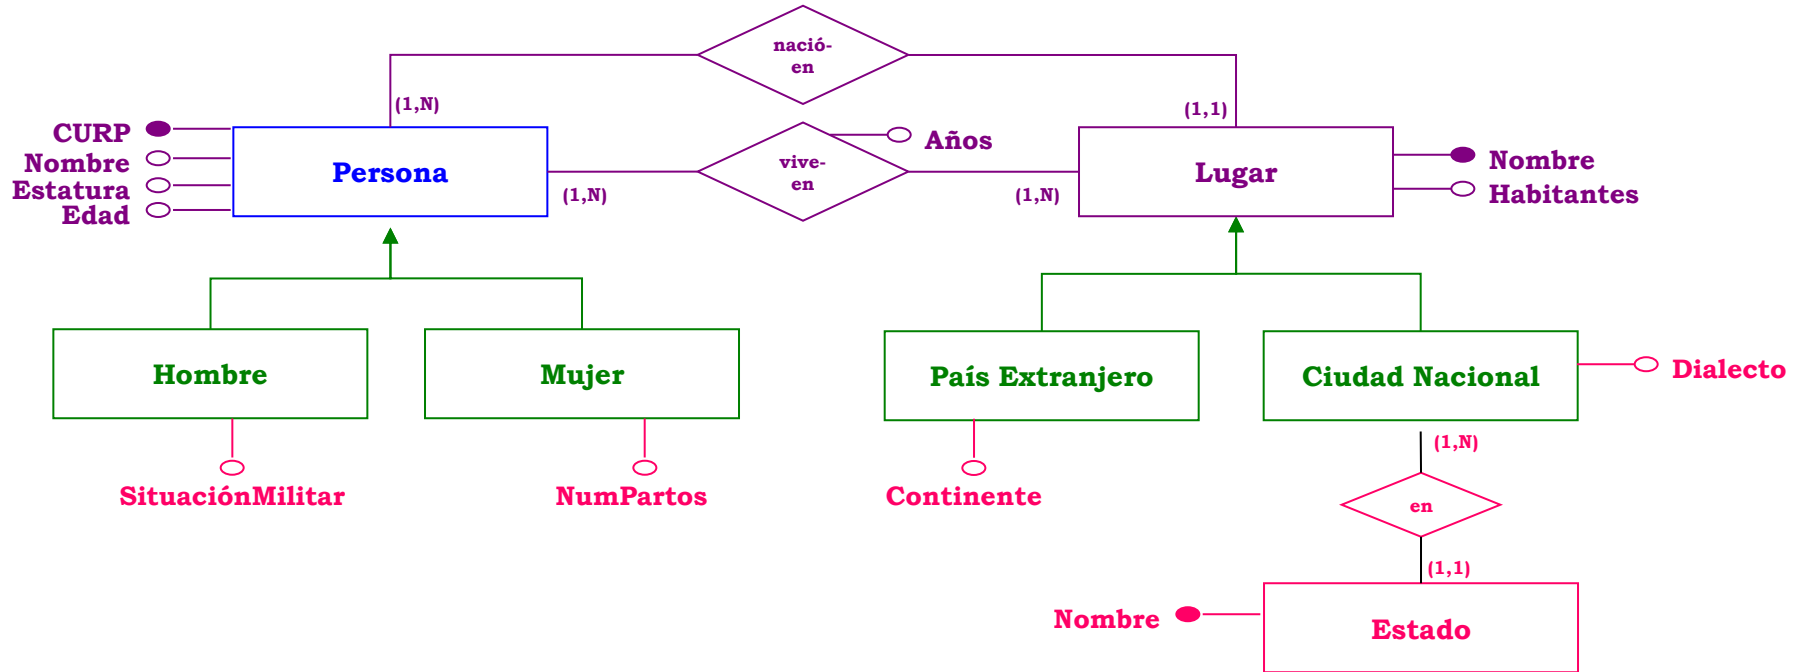 nació-
en
(1,N)
(1,1)
CURP
Nombre
Estatura
Edad
Persona
(1,N)
vive-
en
Años
(1,N)
Lugar
Nombre
Habitantes
Hombre
Mujer
País Extranjero
Ciudad Nacional
Dialecto
SituaciónMilitar
NumPartos
Continente
(1,N)
en
(1,1)
Nombre
Estado